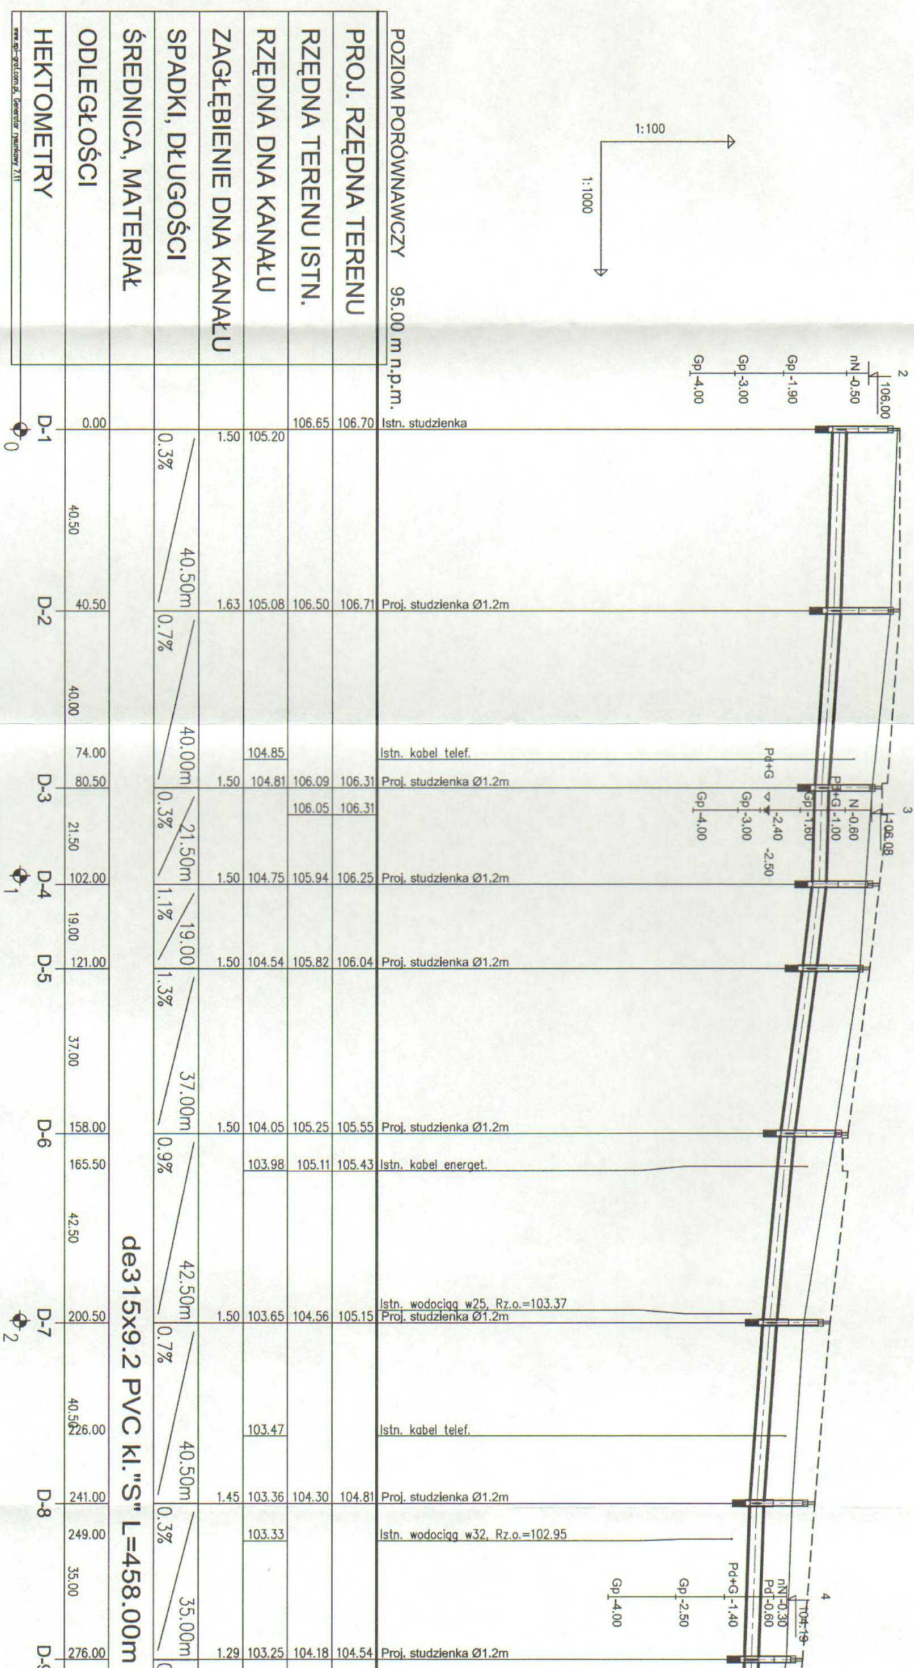 1:100
1:1000
POZIOM PORÓWNAWCZY 95.00 m n.p.m.
PROJ. RZĘDNA TERENU
RZĘDNA TERENU ISTN.
RZĘDNA DNA KANAŁU
ZAGŁĘBIENIE DNA KANAŁU
SPADKI, DŁUGOŚCI
ŚREDNICA, MATERIAŁ
ODLEGŁOŚCI
HEKTOMETRY
2
106.00
nN -0.50
Gp -1.90
Gp -3.00
Gp -4.00
3
106.08
N -0.60
Pd+G -1.00
Gp -1.60
-2.40
Gp -3.00
Gp -4.00
Pd+G -2.50
4
104.19
nN -0.30
Pd -0.60
Pd+G -1.40
Gp -2.50
Gp -4.00
Istn. studzienka
Proj. studzienka Ø1.2m
Istn. kabel telef.
Proj. studzienka Ø1.2m
Proj. studzienka Ø1.2m
Proj. studzienka Ø1.2m
Proj. studzienka Ø1.2m
Istn. kabel energet.
Istn. wodociąg w25, Rz.o.=103.37
Proj. studzienka Ø1.2m
Istn. kabel telef.
Proj. studzienka Ø1.2m
Istn. wodociąg w32, Rz.o.=102.95
Proj. studzienka Ø1.2m
106.70 106.71 106.31 106.31 106.25 106.04 105.55 105.43 105.15 104.81 104.54
106.65 106.50 106.09 106.05 105.94 105.82 105.25 105.11 104.56 104.30 104.18
105.20 105.08 104.85 104.81 104.75 104.54 104.05 103.98 103.65 103.47 103.36 103.33 103.25
1.50 1.63 1.50 1.50 1.50 1.50 1.50 1.45 1.29
0.3% 40.50m 0.7% 40.00m 0.3% 21.50m 1.1% 19.00 1.3% 37.00m 0.9% 42.50m 0.7% 40.50m 0.3% 35.00m
de315x9.2 PVC kl."S" L=458.00m
0.00 40.50 74.00 80.50 102.00 121.00 158.00 165.50 200.50 226.00 241.00 249.00 276.00
40.50 40.00 21.50 19.00 37.00 42.50 40.50 35.00
D-1 D-2 D-3 D-4 D-5 D-6 D-7 D-8 D-9
0 1 2